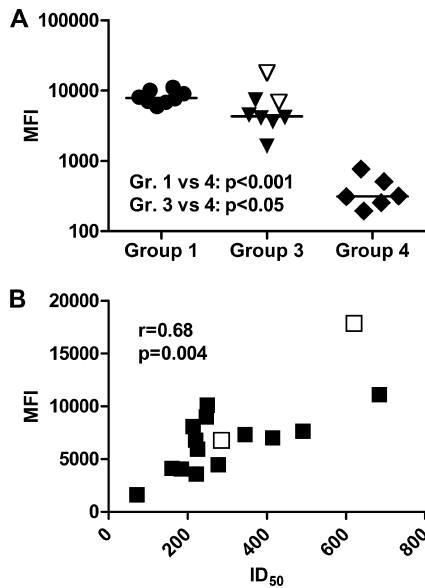 A
100000
10000
1000
100
MFI
Gr. 1 vs 4: p<0.001
Gr. 3 vs 4: p<0.05
Group 1 Group 3 Group 4
B
20000
15000
10000
5000
0
MFI
r=0.68
p=0.004
0 200 400 600 800
ID50